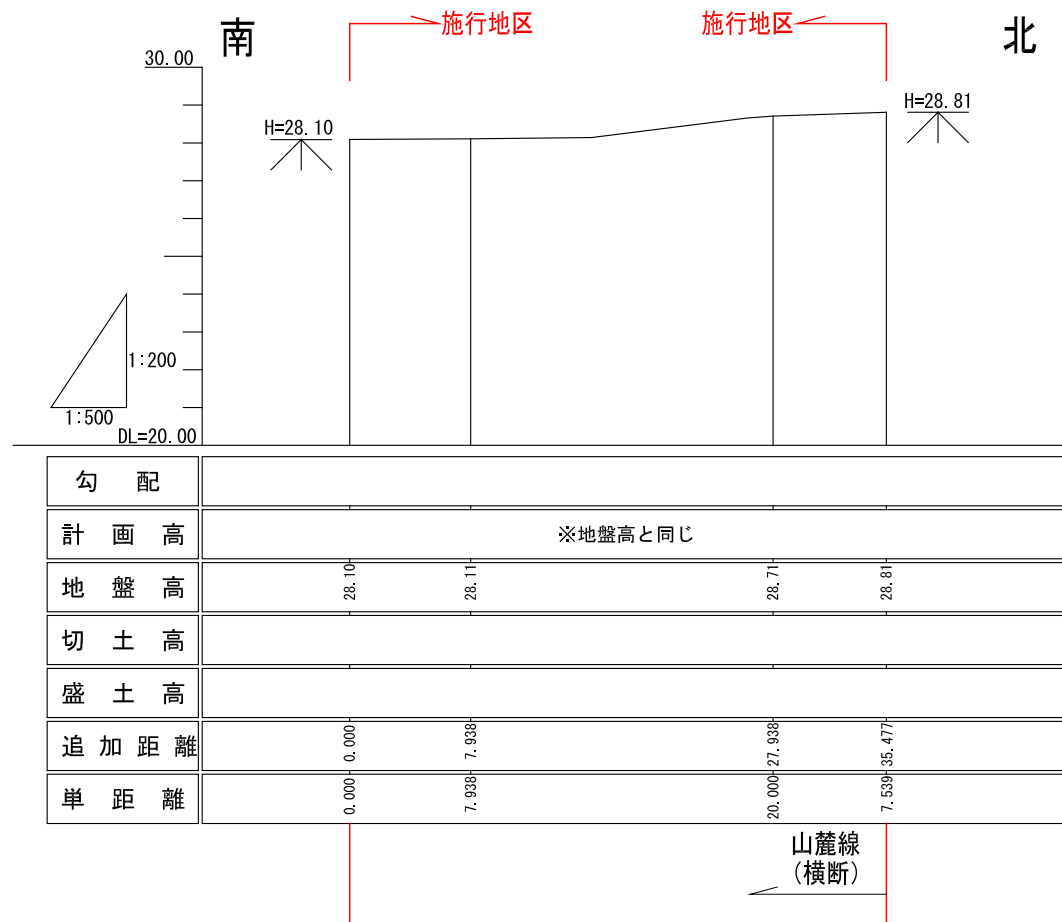 南
施行地区
施行地区
北
30.00
H=28.10
H=28.81
1:200
1:500
DL=20.00
勾配
計画高
※地盤高と同じ
地盤高
28.10
28.11
28.71
28.81
切土高
盛土高
追加距離
0.000
7.938
27.938
35.477
単距離
0.000
7.938
20.000
7.539
山麓線
(横断)